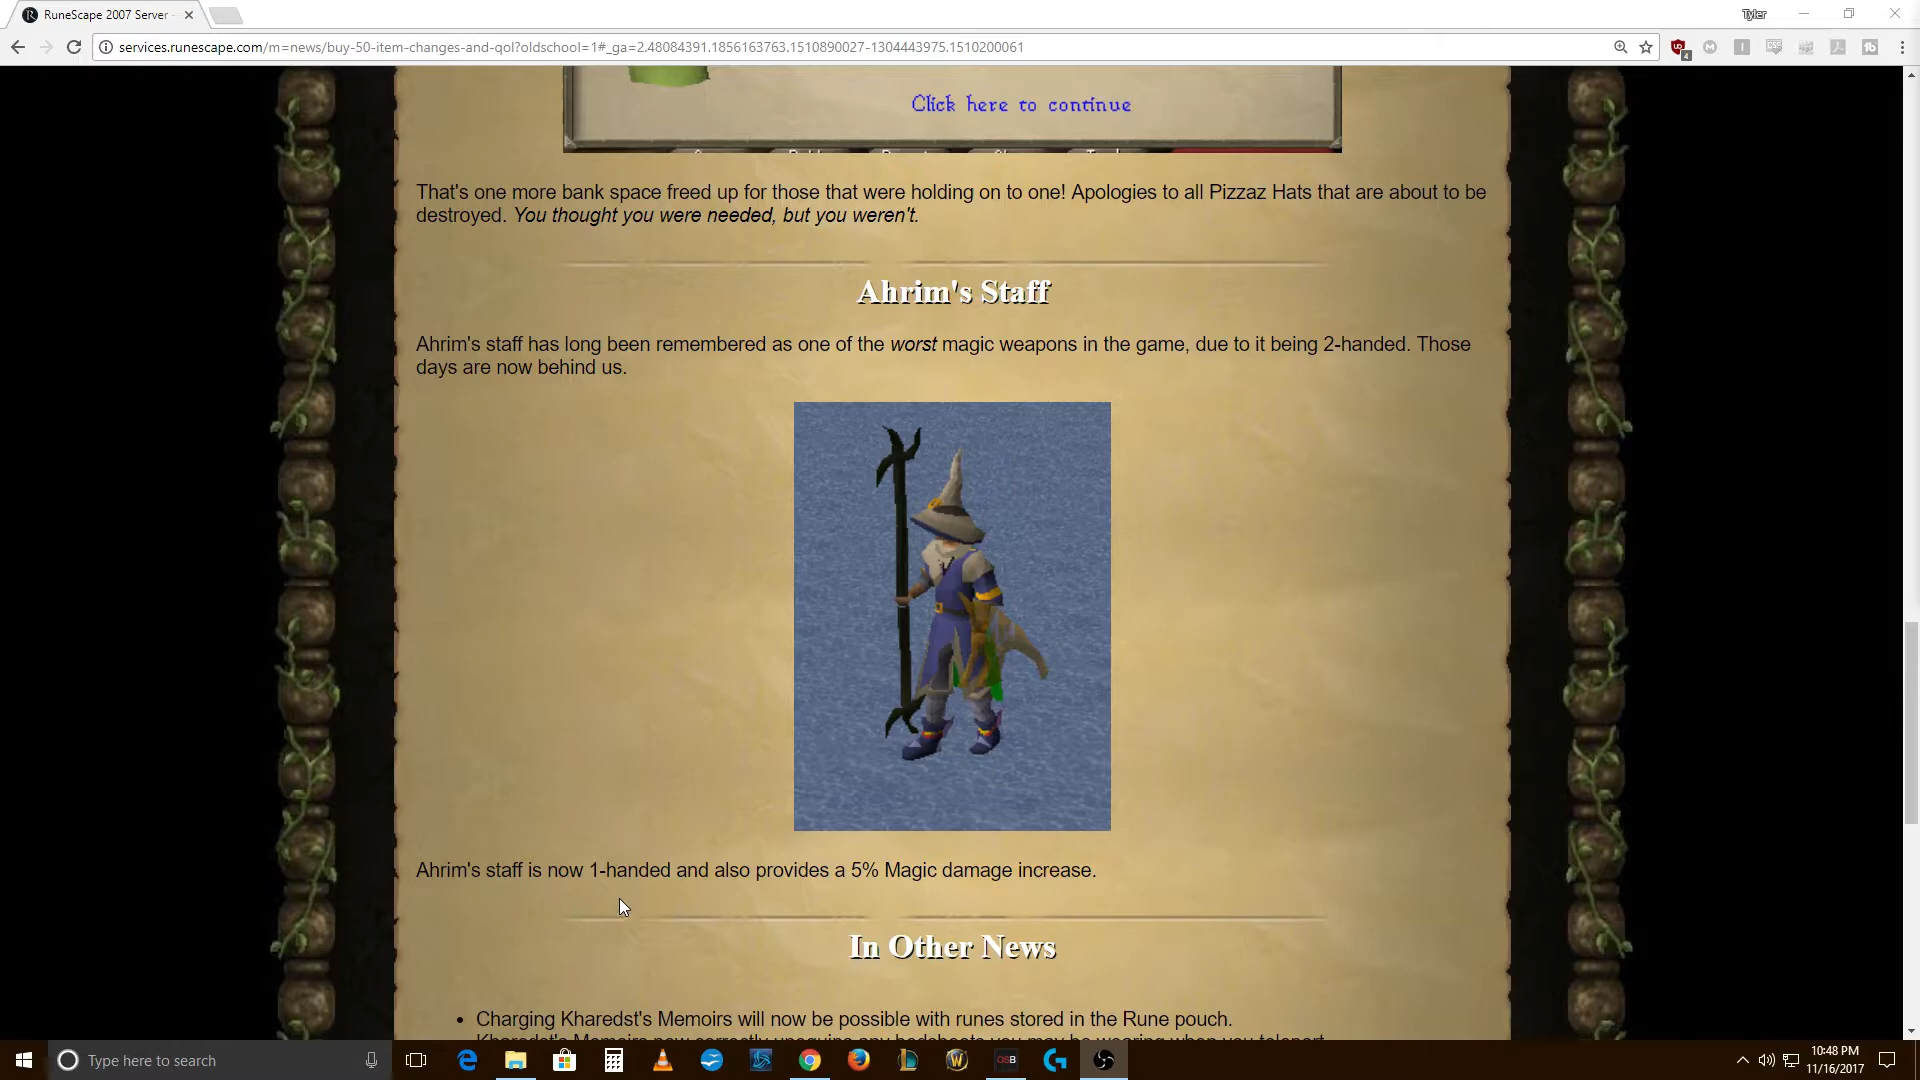 RuneScape 2007 Server
Tyler
services.runescape.com/m=news/buy-50-item-changes-and-qol?oldschool=1#_ga=2.48084391.1856163763.1510890027-1304443975.1510200061
Click here to continue
That's one more bank space freed up for those that were holding on to one! Apologies to all Pizzaz Hats that are about to be
destroyed. You thought you were needed, but you weren't.
Ahrim's Staff
Ahrim's staff has long been remembered as one of the worst magic weapons in the game, due to it being 2-handed. Those
days are now behind us.
Ahrim's staff is now 1-handed and also provides a 5% Magic damage increase.
In Other News
• Charging Kharedst's Memoirs will now be possible with runes stored in the Rune pouch.
Type here to search
OSB
10:48 PM
11/16/2017